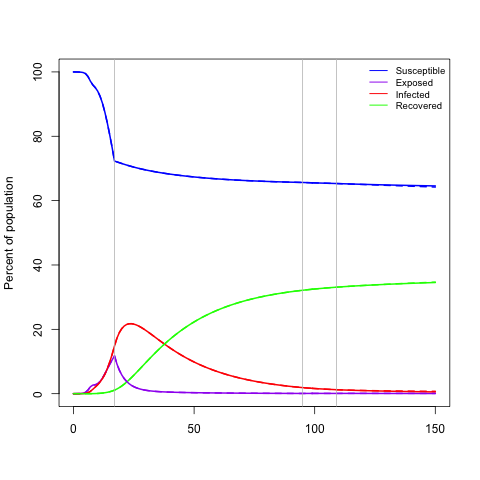 Susceptible
Exposed
Infected
Recovered
Percent of population
100
80
60
40
20
0
0 50 100 150